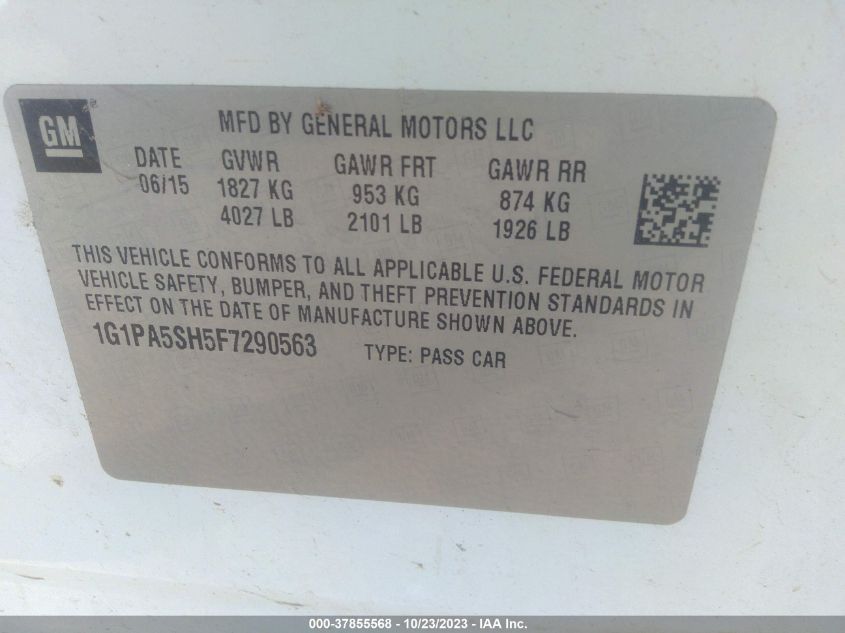 GM
MFD BY GENERAL MOTORS LLC
DATE GVWR GAWR FRT GAWR RR
06/15 1827 KG 953 KG 874 KG
4027 LB 2101 LB 1926 LB
THIS VEHICLE CONFORMS TO ALL APPLICABLE U.S. FEDERAL MOTOR
VEHICLE SAFETY, BUMPER, AND THEFT PREVENTION STANDARDS IN
EFFECT ON THE DATE OF MANUFACTURE SHOWN ABOVE.
1G1PA5SH5F7290563 TYPE: PASS CAR
000-37855568 - 10/23/2023 - IAA Inc.